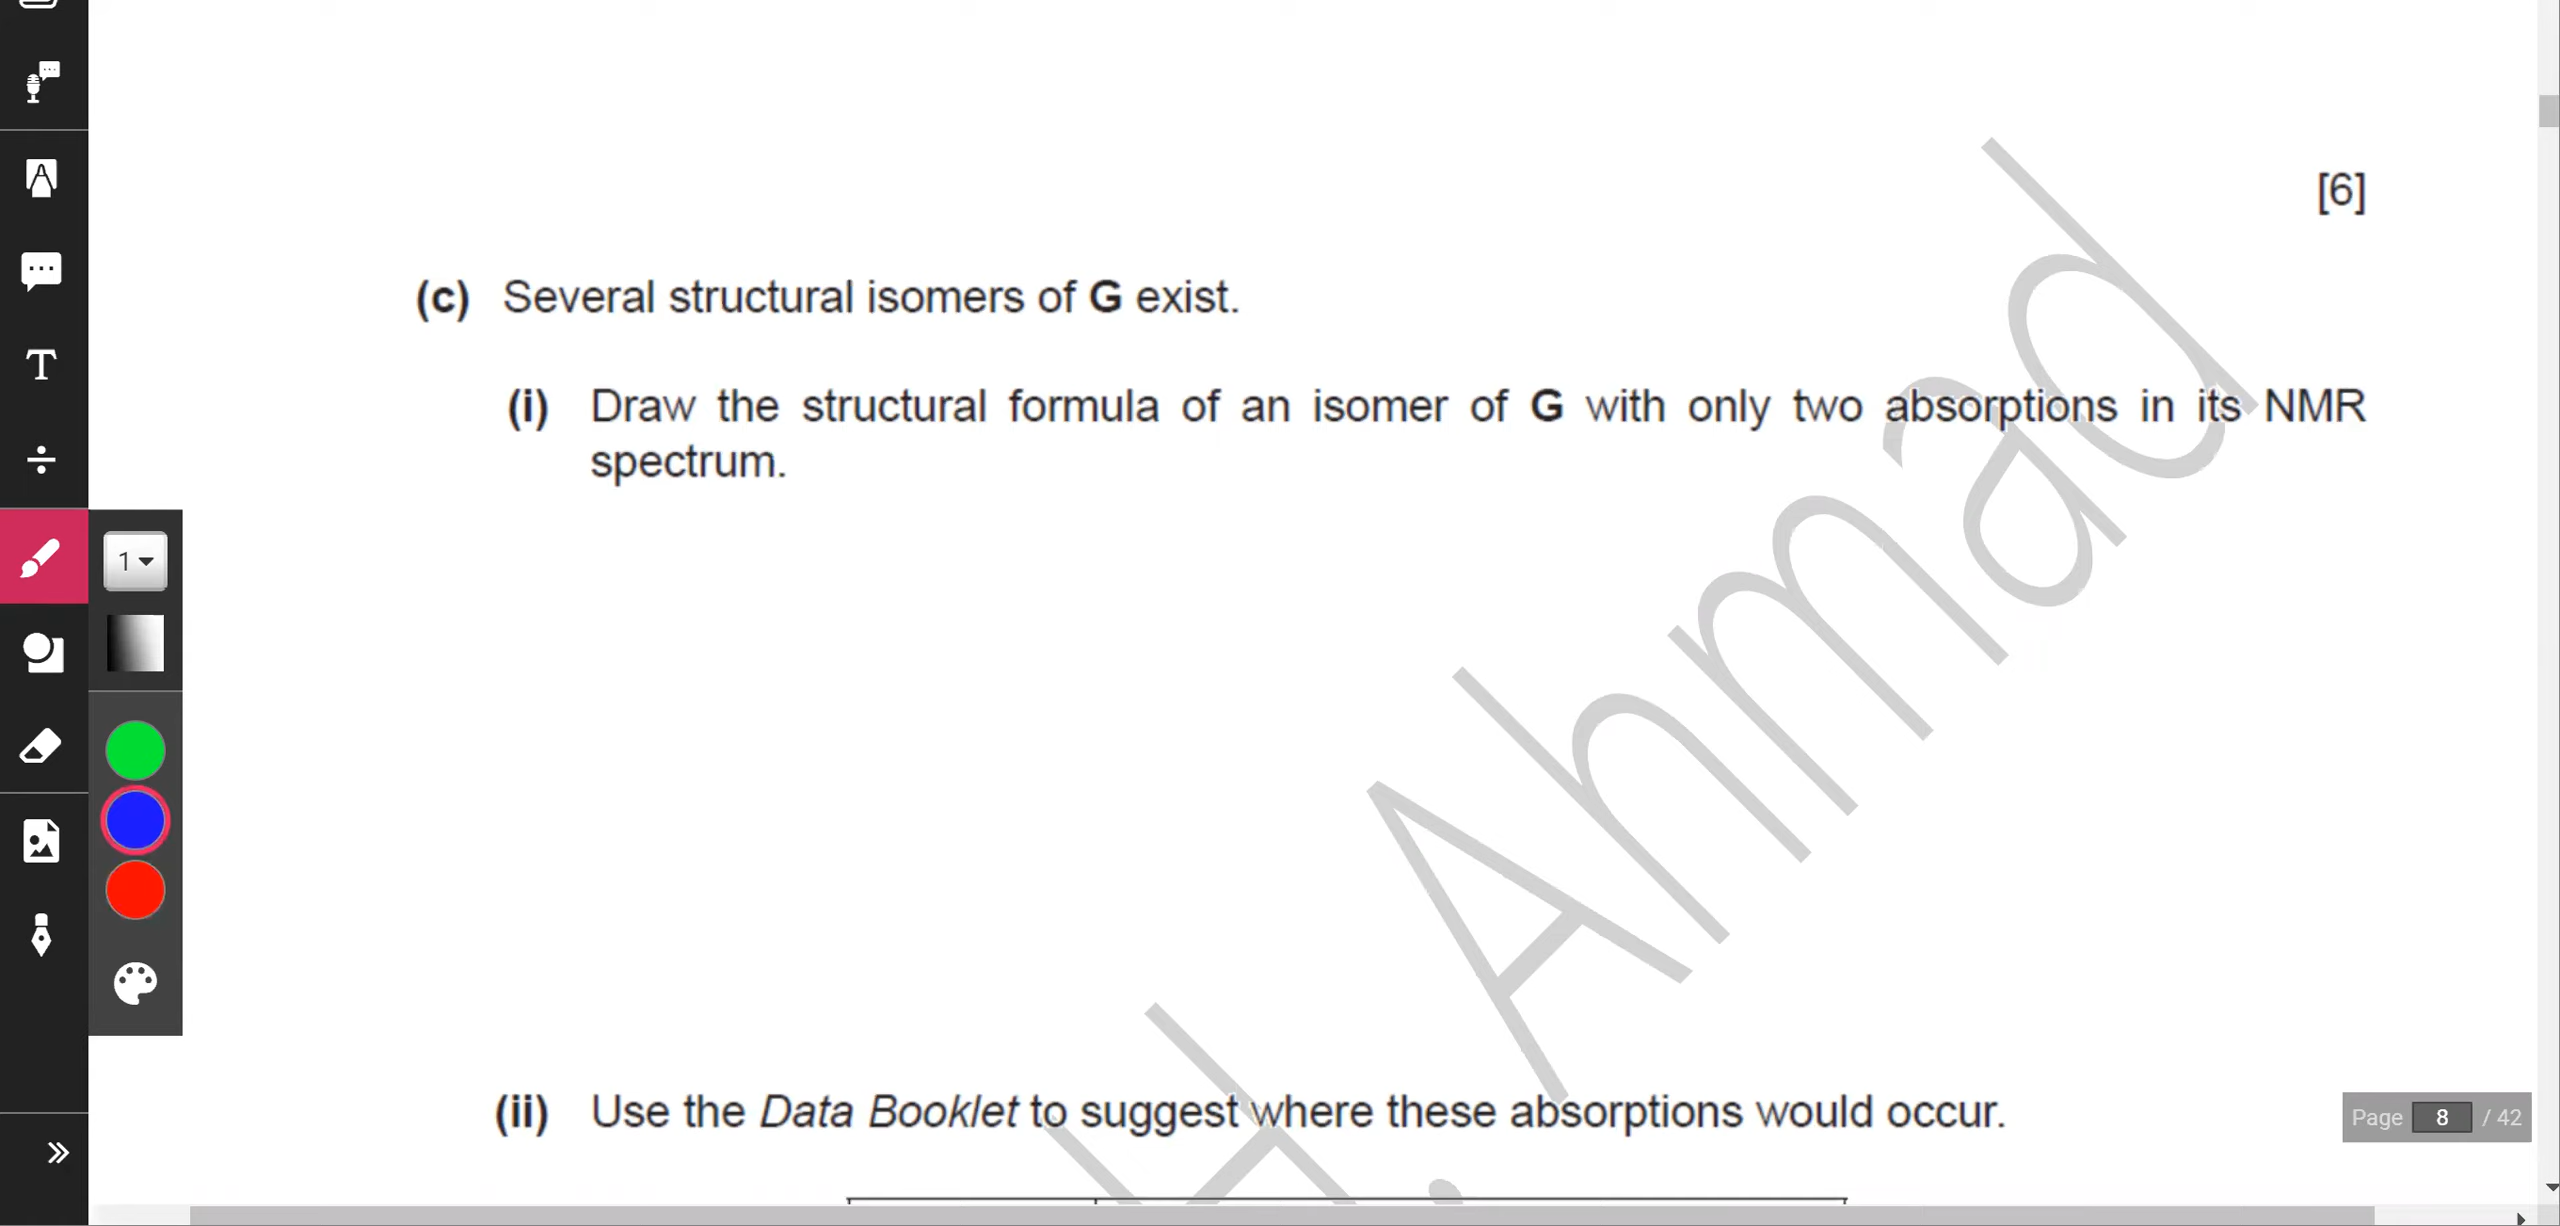 [6]
(c) Several structural isomers of G exist.
(i) Draw the structural formula of an isomer of G with only two absorptions in its NMR
spectrum.
(ii) Use the Data Booklet to suggest where these absorptions would occur.
H. Ahmad
1
Page 8 / 42